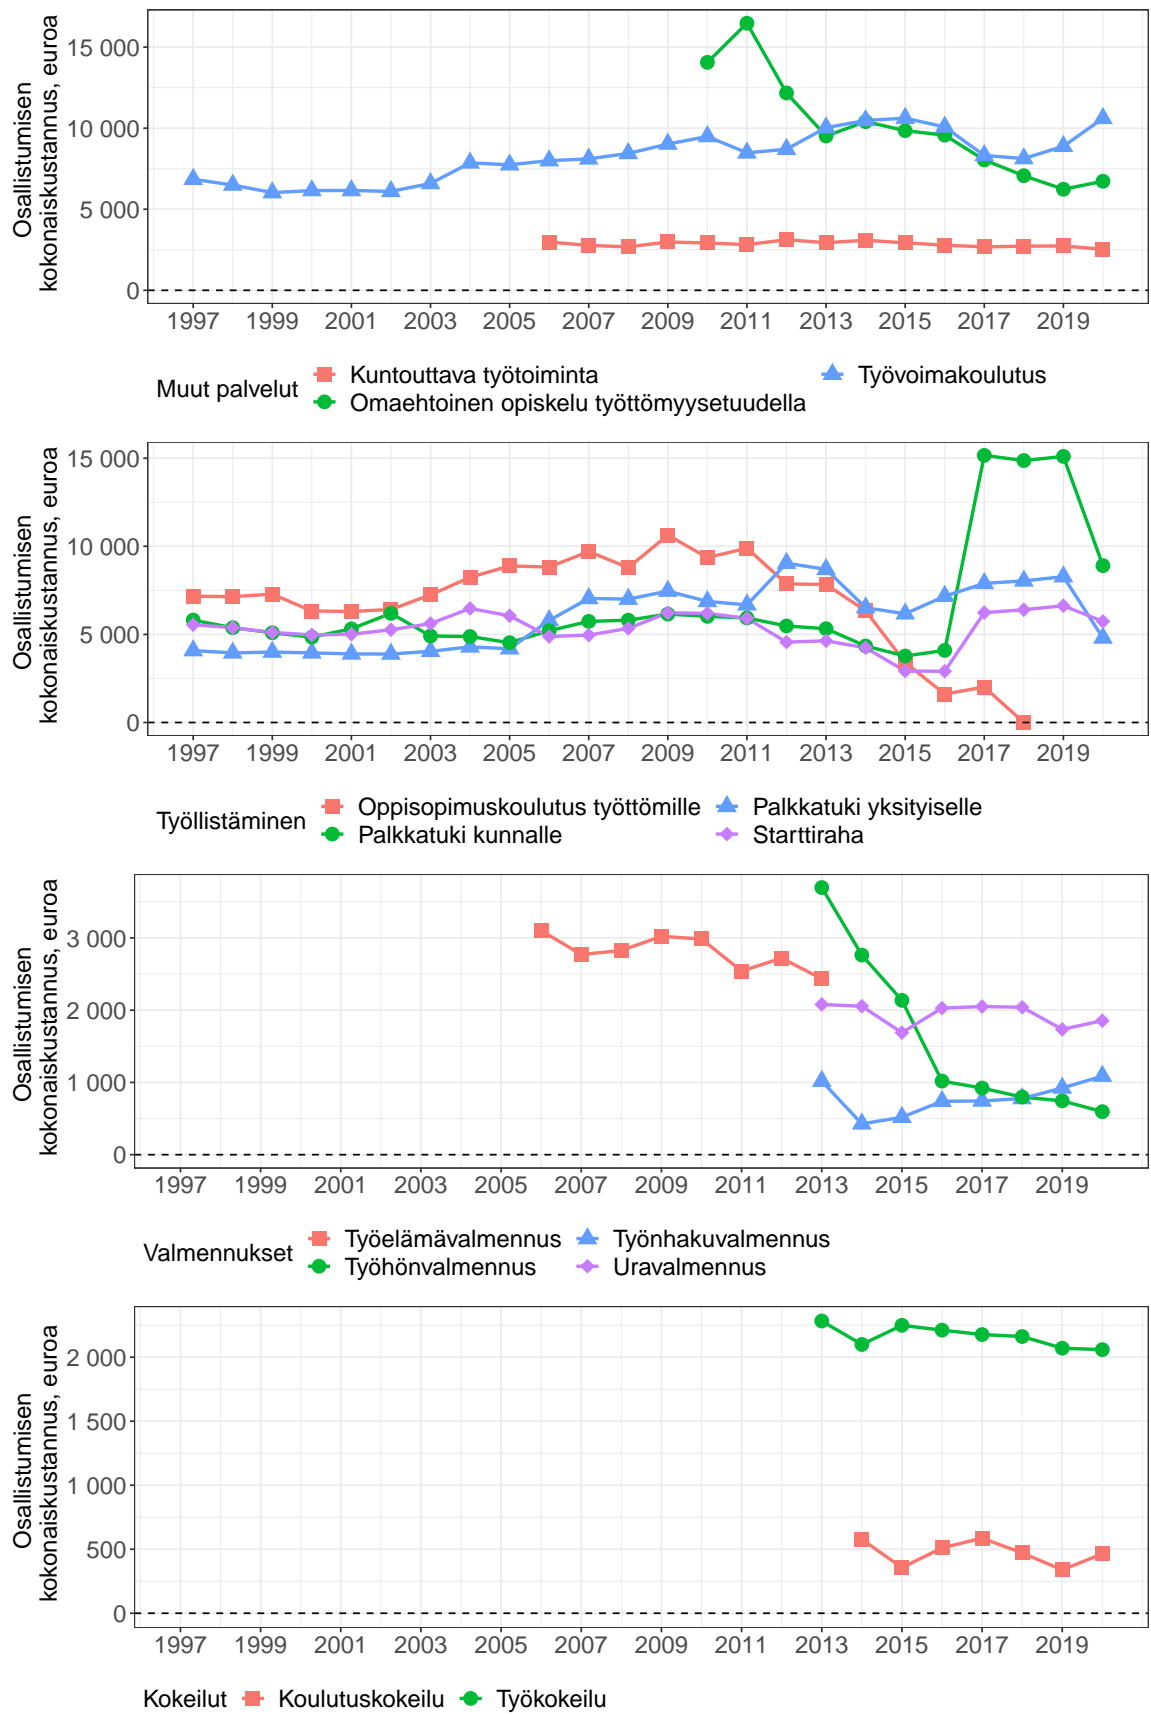 Osallistumisen
kokonaiskustannus, euroa
15 000
10 000
5 000
0
1997 1999 2001 2003 2005 2007 2009 2011 2013 2015 2017 2019
Muut palvelut
Kuntouttava työtoiminta
Työvoimakoulutus
Omaehtoinen opiskelu työttömyysetuudella
Osallistumisen
kokonaiskustannus, euroa
15 000
10 000
5 000
0
1997 1999 2001 2003 2005 2007 2009 2011 2013 2015 2017 2019
Työllistäminen
Oppisopimuskoulutus työttömille
Palkkatuki yksityiselle
Palkkatuki kunnalle
Starttiraha
Osallistumisen
kokonaiskustannus, euroa
3 000
2 000
1 000
0
1997 1999 2001 2003 2005 2007 2009 2011 2013 2015 2017 2019
Valmennukset
Työelämävalmennus
Työnhakuvalmennus
Työhönvalmennus
Uravalmennus
Osallistumisen
kokonaiskustannus, euroa
2 000
1 500
1 000
500
0
1997 1999 2001 2003 2005 2007 2009 2011 2013 2015 2017 2019
Kokeilut Koulutuskokeilu Työkokeilu